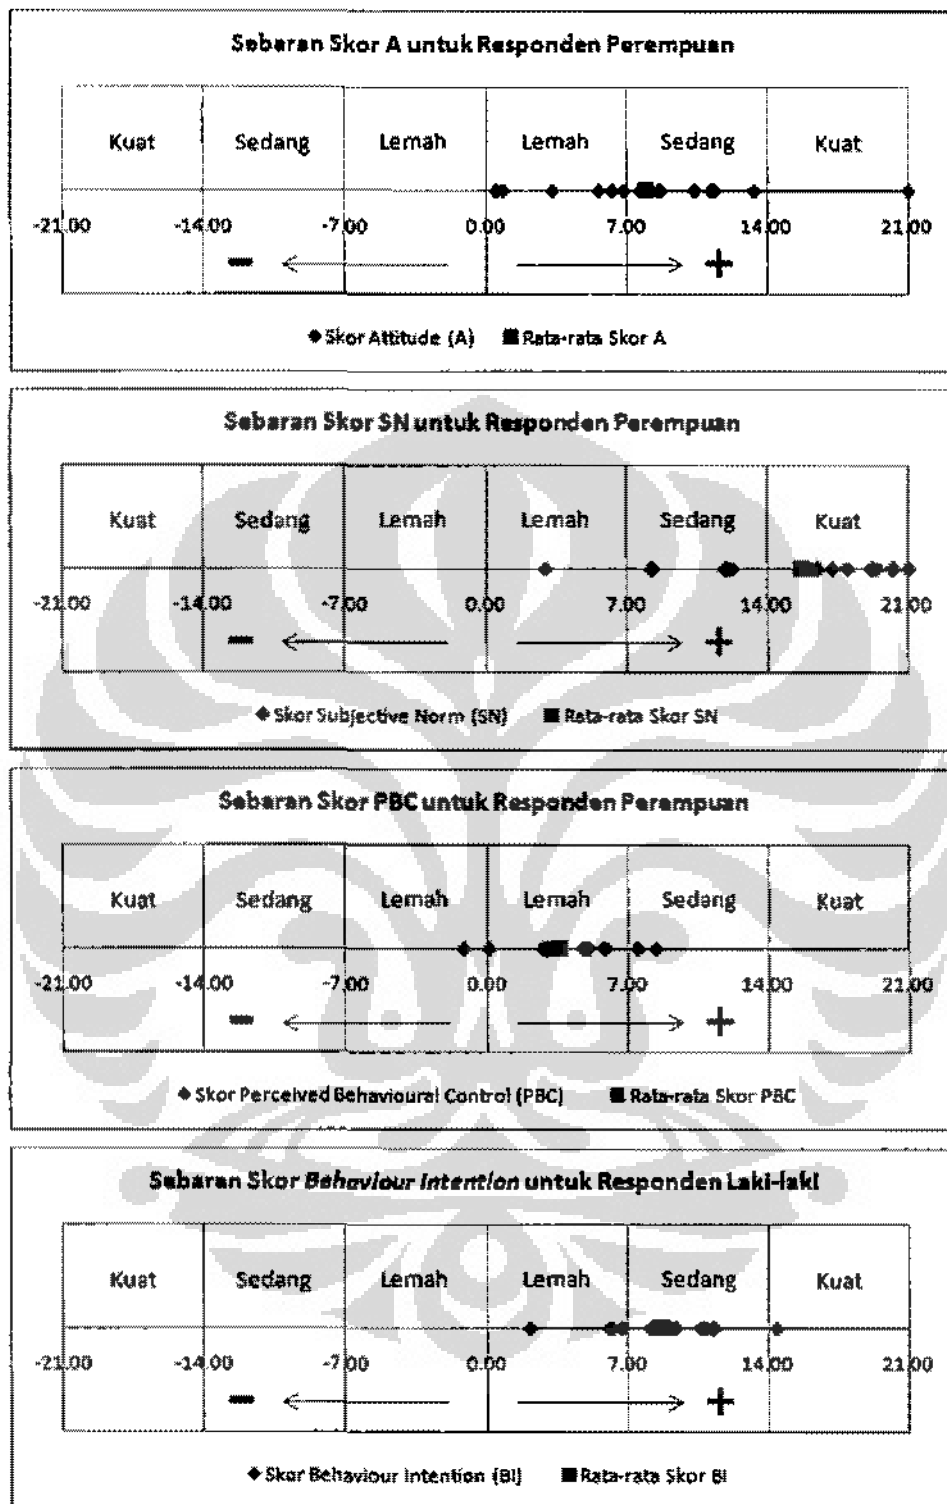 Sebaran Skor A untuk Responden Perempuan
Kuat Sedang Lemah Lemah Sedang Kuat
-21.00 -14.00 -7.00 0.00 7.00 14.00 21.00
− +
Skor Attitude (A) Rata-rata Skor A
Sebaran Skor SN untuk Responden Perempuan
Kuat Sedang Lemah Lemah Sedang Kuat
-21.00 -14.00 -7.00 0.00 7.00 14.00 21.00
− +
Skor Subjective Norm (SN) Rata-rata Skor SN
Sebaran Skor PBC untuk Responden Perempuan
Kuat Sedang Lemah Lemah Sedang Kuat
-21.00 -14.00 -7.00 0.00 7.00 14.00 21.00
− +
Skor Perceived Behavioural Control (PBC) Rata-rata Skor PBC
Sebaran Skor Behaviour Intention untuk Responden Laki-laki
Kuat Sedang Lemah Lemah Sedang Kuat
-21.00 -14.00 -7.00 0.00 7.00 14.00 21.00
− +
Skor Behaviour Intention (BI) Rata-rata Skor BI